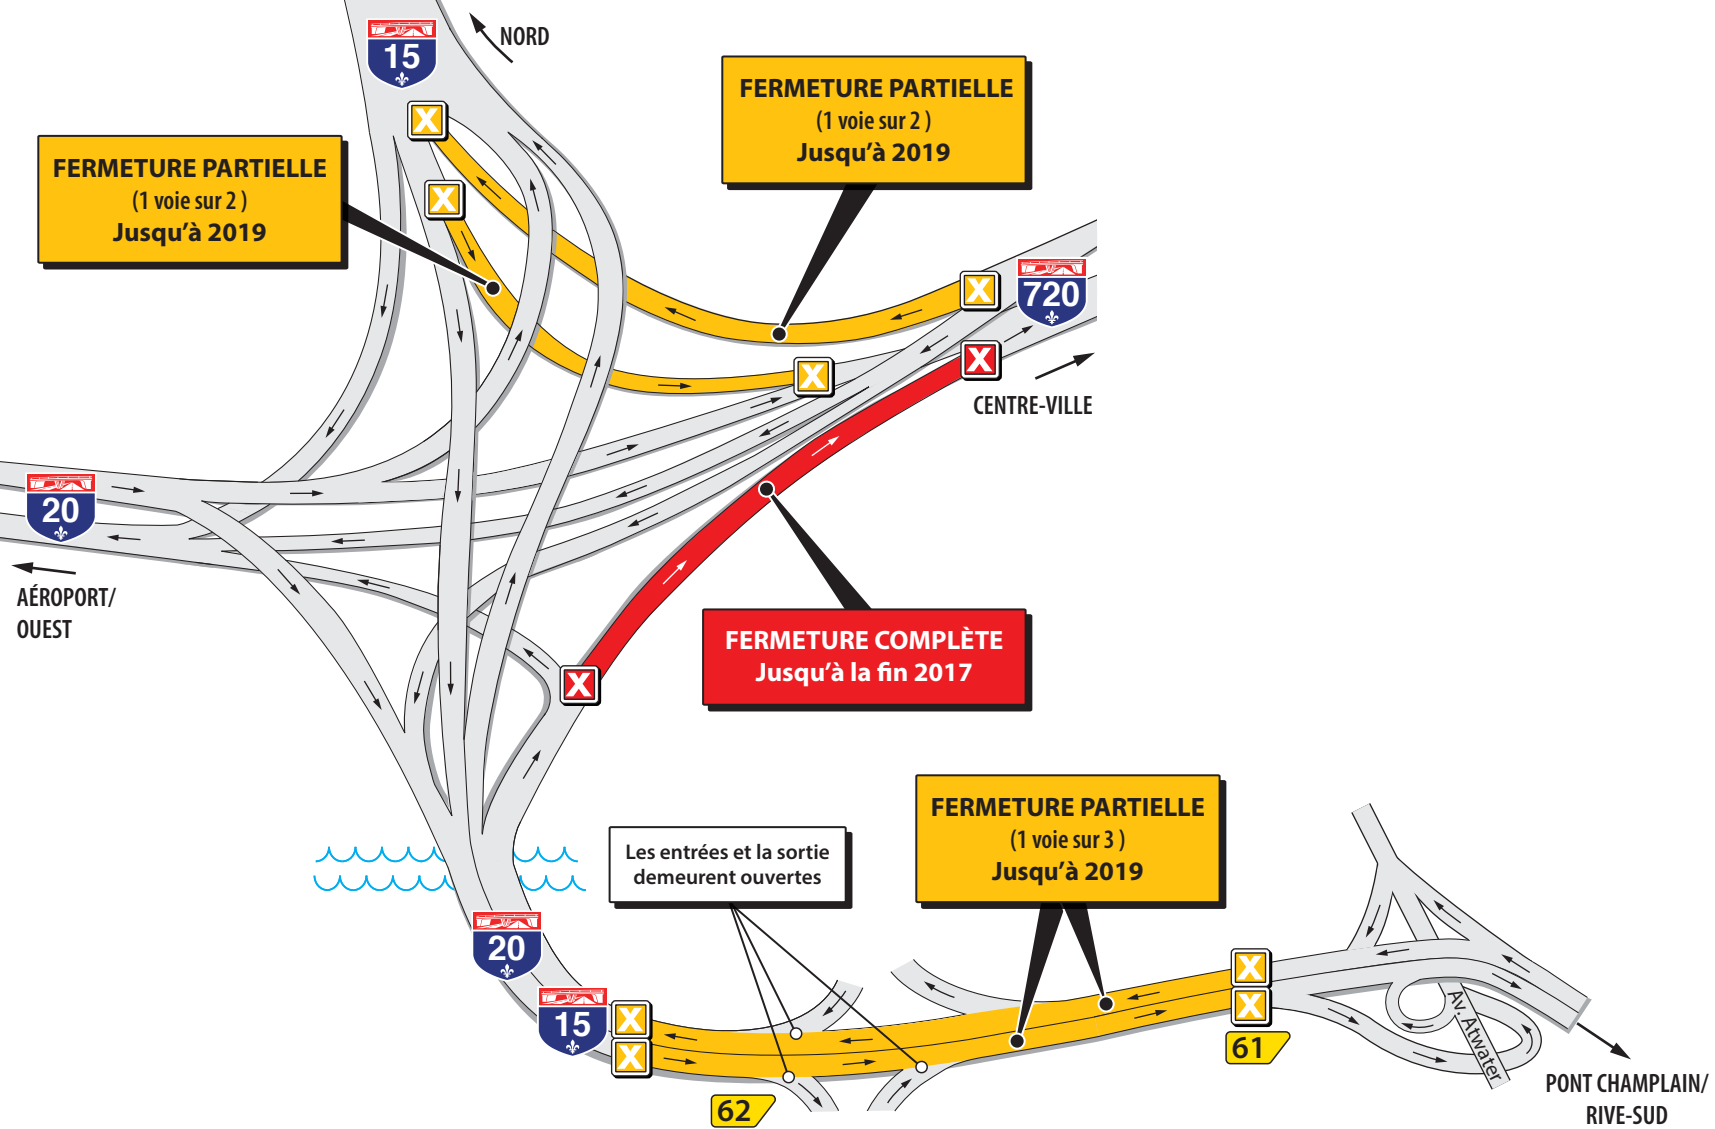 15
NORD
FERMETURE PARTIELLE
(1 voie sur 2 )
Jusqu'à 2019
FERMETURE PARTIELLE
(1 voie sur 2 )
Jusqu'à 2019
X
X
X
X
720
X
CENTRE-VILLE
20
AÉROPORT/
OUEST
FERMETURE COMPLÈTE
Jusqu'à la fin 2017
X
FERMETURE PARTIELLE
(1 voie sur 3 )
Jusqu'à 2019
Les entrées et la sortie
demeurent ouvertes
20
15
X
X
X
X
61
62
Av. Atwater
PONT CHAMPLAIN/
RIVE-SUD